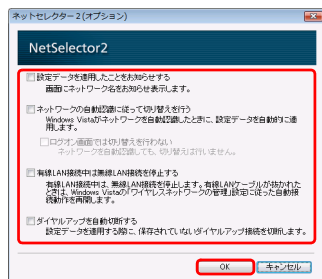 ネットセレクター2(オプション)
NetSelector2
設定データを適用したことをお知らせする
画面にネットワーク名をお知らせ表示します。
ネットワークの自動認識に従って切り替えを行う
Windows Vistaがネットワークを自動認識したときに、設定データを自動的に適
用します。
ログオン画面では切り替えを行わない
ネットワークを自動認識しても、切り替えは行いません。
有線LAN接続中は無線LAN接続を停止する
有線LAN接続中は、無線LAN接続を停止します。有線LANケーブルが抜かれた
ときは、Windows Vistaの「ワイヤレスネットワークの管理」設定に従った自動接
続動作を再開します。
ダイヤルアップを自動切断する
設定データを適用する際に、保存されていないダイヤルアップ接続を切断します。
OK
キャンセル